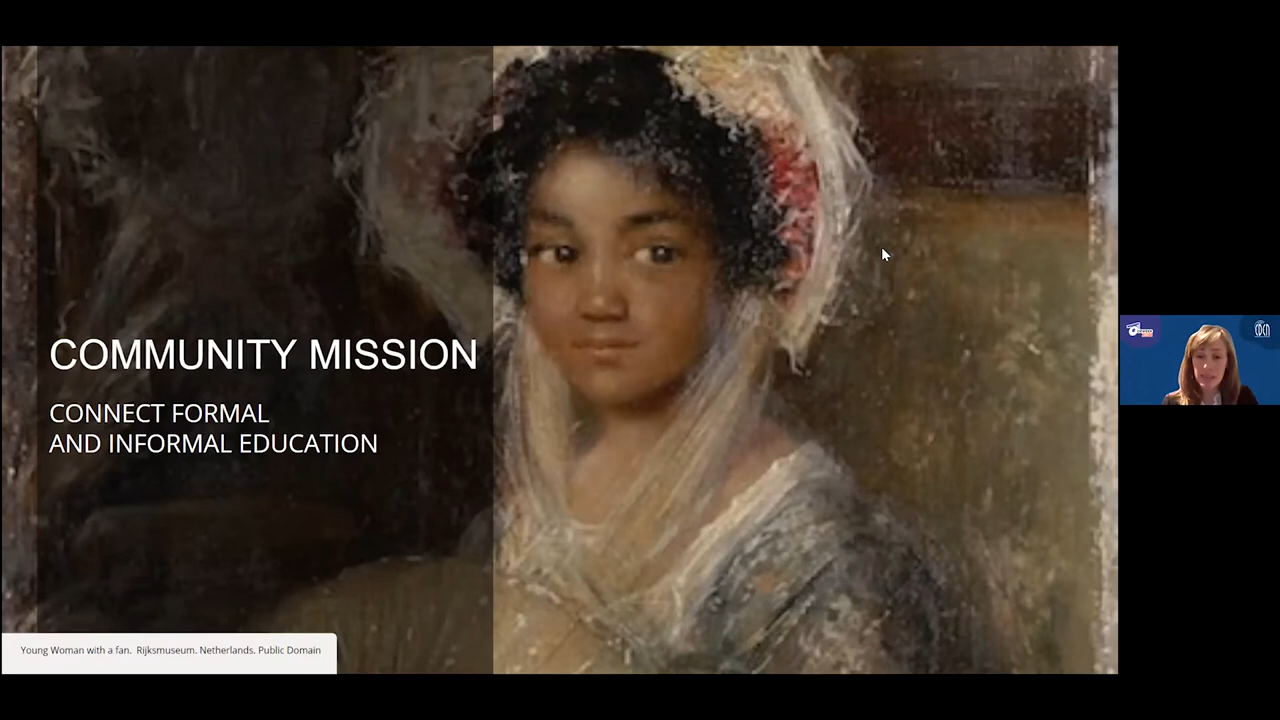 COMMUNITY MISSION
CONNECT FORMAL
AND INFORMAL EDUCATION
Young Woman with a fan. Rijksmuseum. Netherlands. Public Domain